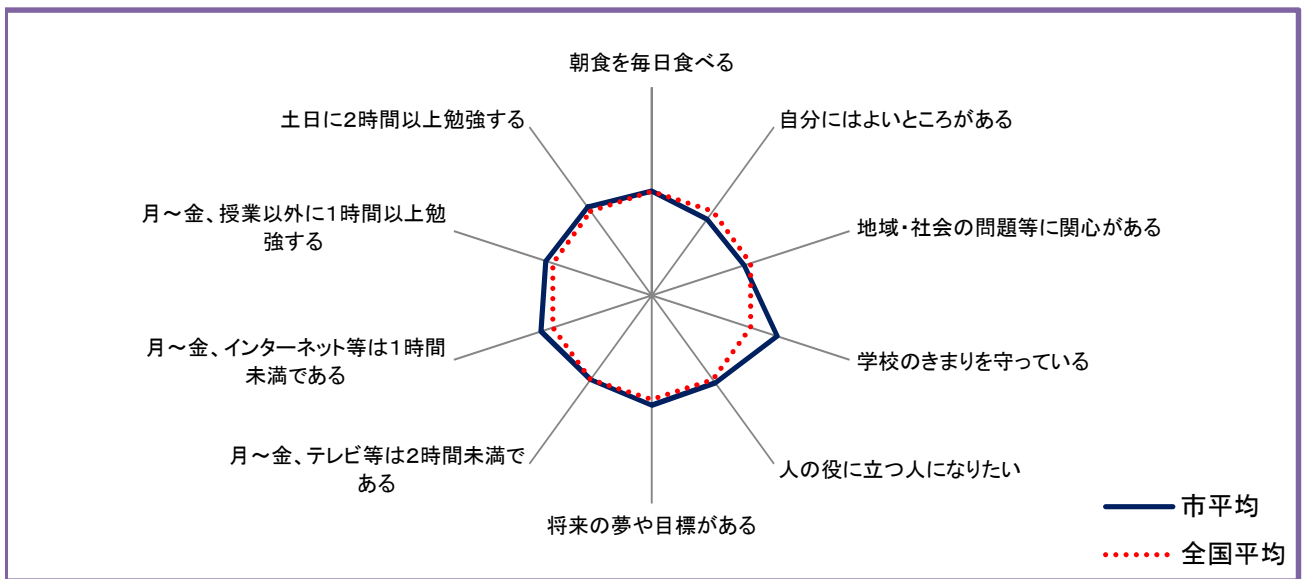 朝食を毎日食べる
自分にはよいところがある
地域・社会の問題等に関心がある
学校のきまりを守っている
人の役に立つ人になりたい
将来の夢や目標がある
月～金、テレビ等は２時間未満で
ある
月～金、インターネット等は１時間
未満である
月～金、授業以外に１時間以上勉
強する
土日に２時間以上勉強する
市平均
全国平均